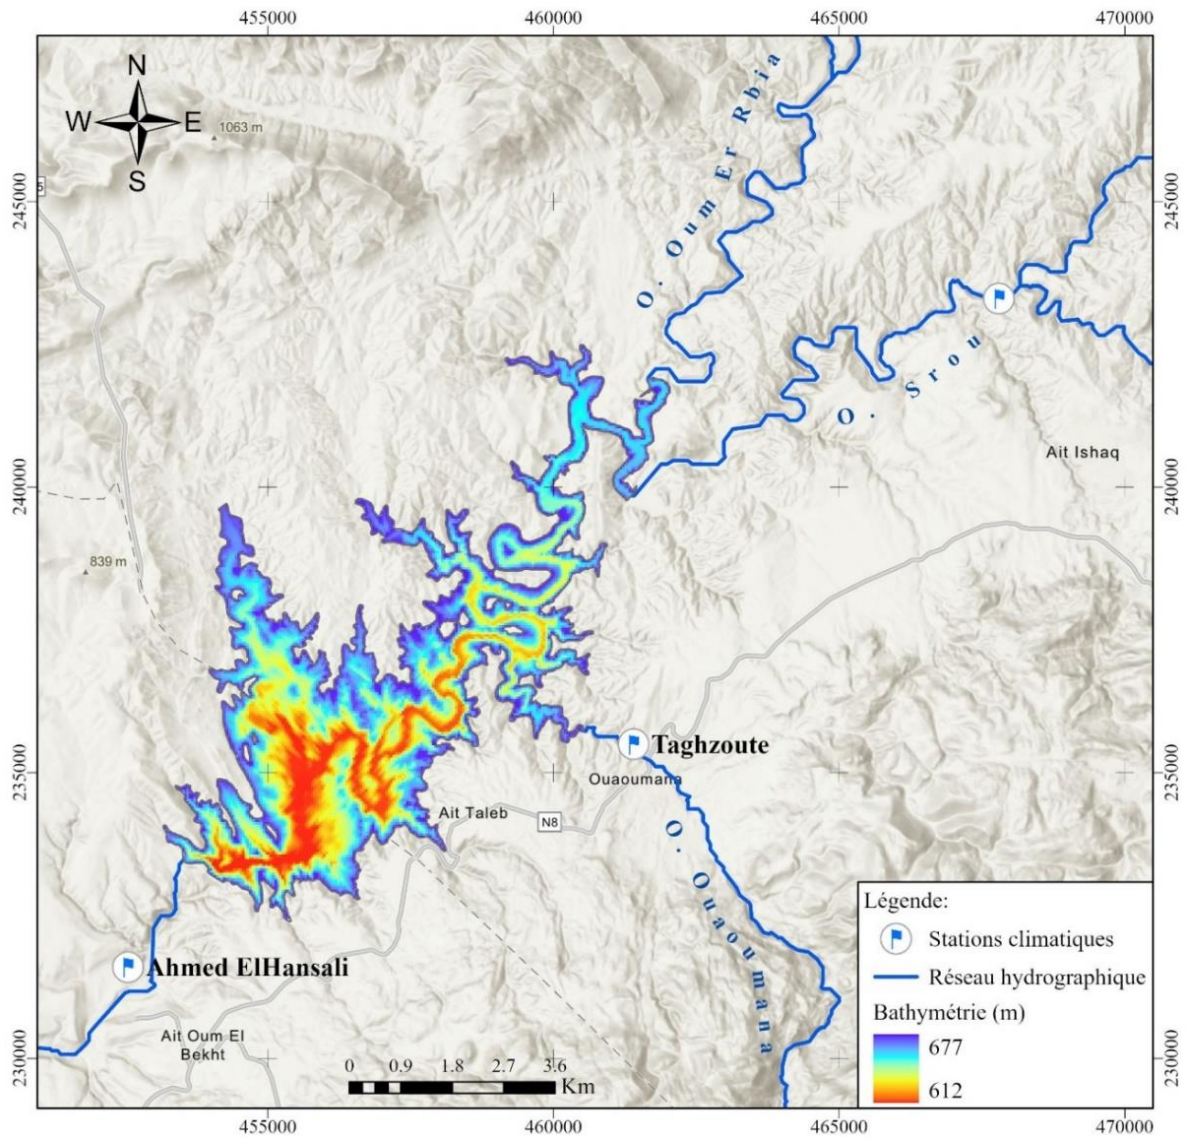 455000
460000
465000
470000
N
W
E
S
1063 m
5
245000
245000
O. Oum Er Rbia
O. Srou
Ait Ishaq
240000
240000
839 m
Taghzoute
Ouaoumana
235000
235000
Ait Taleb
N8
O. Ouaoumana
Ahmed ElHansali
Ait Oum El
Bekht
230000
230000
Légende:
Stations climatiques
Réseau hydrographique
Bathymétrie (m)
677
612
0 0.9 1.8 2.7 3.6
Km
455000
460000
465000
470000